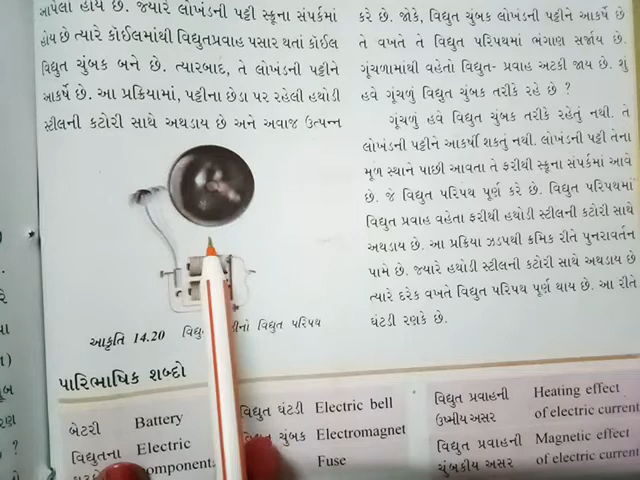 આપેલા હોય છે. જ્યારે લોખંડની પટ્ટી સ્ક્રૂના સંપર્કમાં
હોય છે ત્યારે કૉઈલમાંથી વિદ્યુતપ્રવાહ પસાર થતાં કૉઈલ
વિદ્યુત ચુંબક બને છે. ત્યારબાદ, તે લોખંડની પટ્ટીને
આકર્ષે છે. આ પ્રક્રિયામાં, પટ્ટીના છેડા પર રહેલી હથોડી
સ્ટીલની કટોરી સાથે અથડાય છે અને અવાજ ઉત્પન્ન
કરે છે. જોકે, વિદ્યુત ચુંબક લોખંડની પટ્ટીને આકર્ષે છે
તે વખતે તે વિદ્યુત પરિપથમાં ભંગાણ સર્જાય છે.
ગૂંચળામાંથી વહેતો વિદ્યુત- પ્રવાહ અટકી જાય છે. શું
હવે ગૂંચળું વિદ્યુત ચુંબક તરીકે રહે છે ?
ગૂંચળું હવે વિદ્યુત ચુંબક તરીકે રહેતું નથી. તે
લોખંડની પટ્ટીને આકર્ષી શકતું નથી. લોખંડની પટ્ટી તેના
મૂળ સ્થાને પાછી આવતા તે ફરીથી સ્ક્રૂના સંપર્કમાં આવે
છે. જે વિદ્યુત પરિપથ પૂર્ણ કરે છે. વિદ્યુત પરિપથમાં
વિદ્યુત પ્રવાહ વહેતા ફરીથી હથોડી સ્ટીલની કટોરી સાથે
અથડાય છે. આ પ્રક્રિયા ઝડપથી ક્રમિક રીતે પુનરાવર્તન
પામે છે. જ્યારે હથોડી સ્ટીલની કટોરી સાથે અથડાય છે
ત્યારે દરેક વખતે વિદ્યુત પરિપથ પૂર્ણ થાય છે. આ રીતે
ઘંટડી રણકે છે.
આકૃતિ 14.20 વિદ્યુત પરિપથ
પારિભાષિક શબ્દો
બેટરી Battery
વિદ્યુતના Electric
વિદ્યુત ઘંટડી Electric bell
ચુંબક Electromagnet
Fuse
વિદ્યુત પ્રવાહની Heating effect
ઉષ્મીય અસર of electric current
વિદ્યુત પ્રવાહની Magnetic effect
ચુંબકીય અસર of electric current